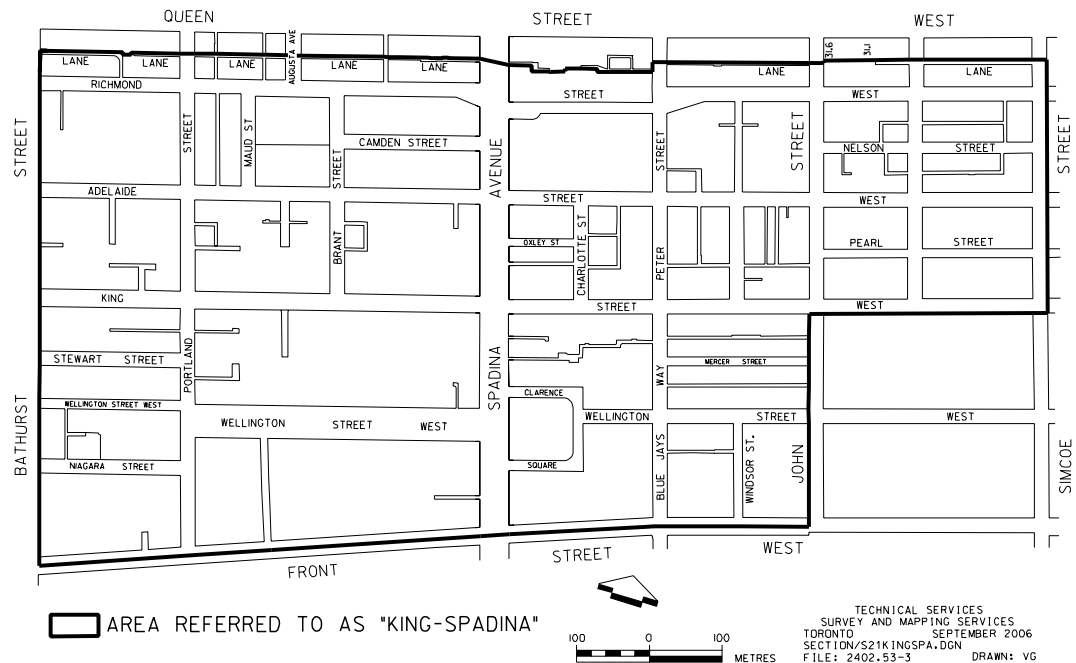 QUEEN STREET WEST
AUGUSTA AVE
31.6
31.1
LANE LANE LANE LANE LANE LANE LANE
RICHMOND STREET WEST
STREET
STREET
MAUD ST
CAMDEN STREET
STREET
AVENUE
STREET
STREET
NELSON STREET
STREET
ADELAIDE STREET WEST
BRANT
OXLEY ST
CHARLOTTE ST
PETER
PEARL STREET
KING STREET WEST
STEWART STREET
PORTLAND
SPADINA
WAY
MERCER STREET
CLARENCE
WELLINGTON STREET WEST
BATHURST
WELLINGTON STREET WEST
WELLINGTON STREET WEST
NIAGARA STREET
SQUARE
BLUE JAYS
WINDSOR ST.
JOHN
SIMCOE
FRONT STREET WEST
AREA REFERRED TO AS "KING-SPADINA"
100 0 100
METRES
TECHNICAL SERVICES
SURVEY AND MAPPING SERVICES
TORONTO SEPTEMBER 2006
SECTION/S21KINGSPA.DGN
FILE: 2402.53-3 DRAWN: VG